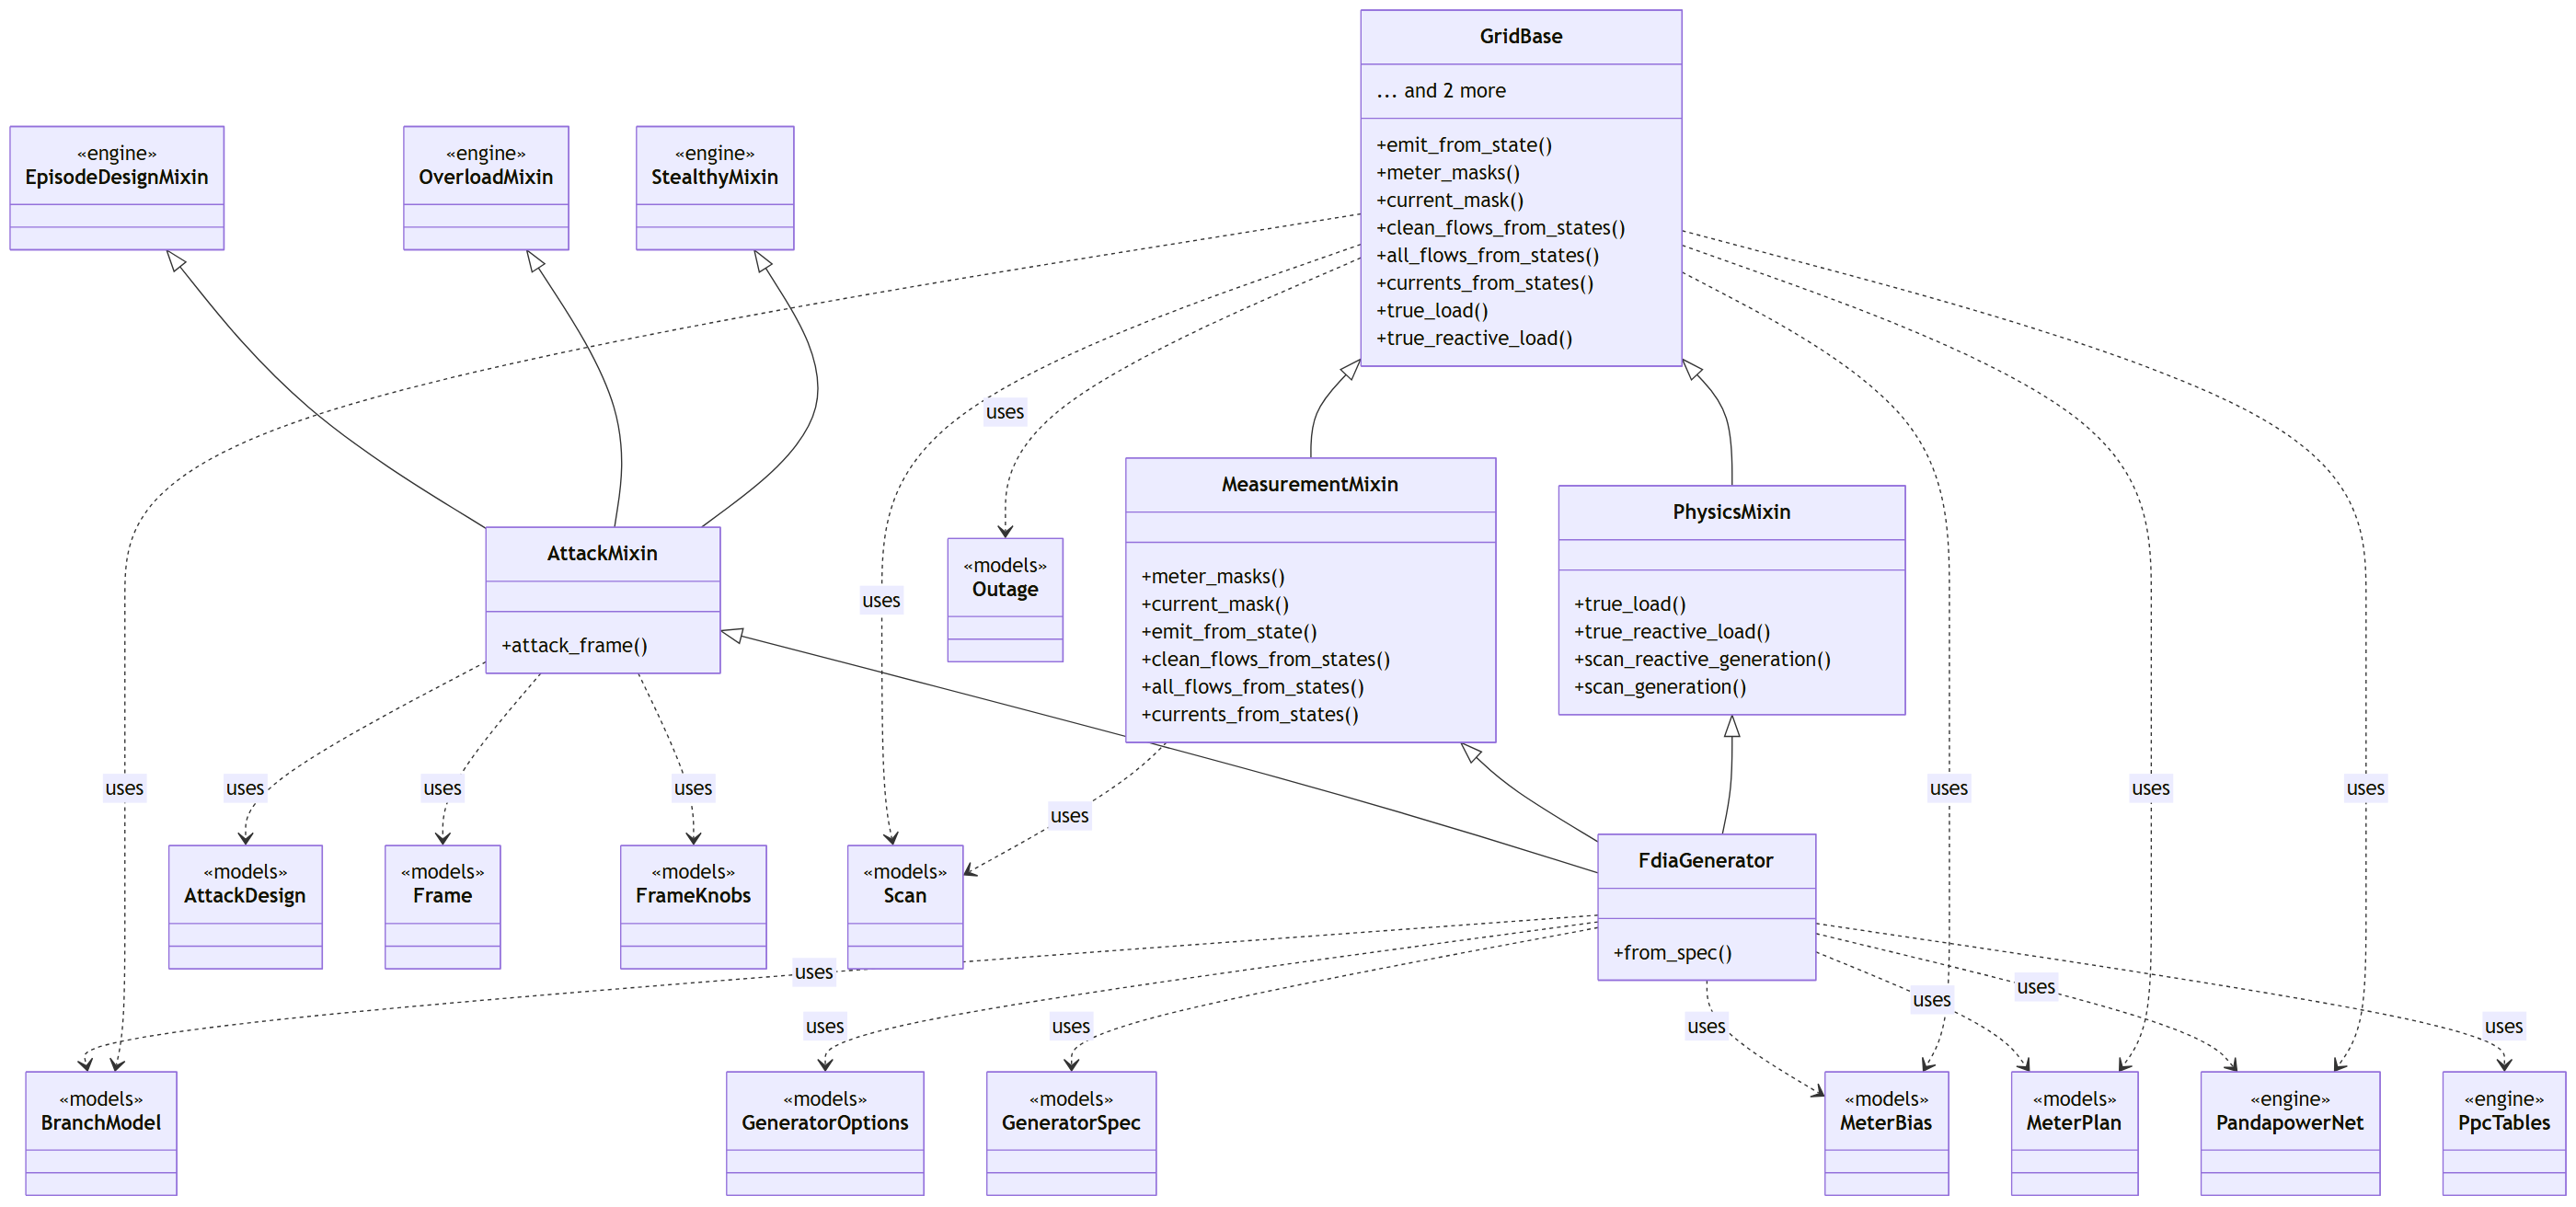 GridBase
... and 2 more
+emit_from_state()
+meter_masks()
+current_mask()
+clean_flows_from_states()
+all_flows_from_states()
+currents_from_states()
+true_load()
+true_reactive_load()
«engine»
EpisodeDesignMixin
«engine»
OverloadMixin
«engine»
StealthyMixin
uses
MeasurementMixin
+meter_masks()
+current_mask()
+emit_from_state()
+clean_flows_from_states()
+all_flows_from_states()
+currents_from_states()
PhysicsMixin
+true_load()
+true_reactive_load()
+scan_reactive_generation()
+scan_generation()
AttackMixin
+attack_frame()
«models»
Outage
uses
uses
uses
uses
uses
uses
uses
uses
uses
uses
«models»
AttackDesign
«models»
Frame
«models»
FrameKnobs
«models»
Scan
FdiaGenerator
+from_spec()
uses
uses
uses
uses
uses
uses
uses
«models»
BranchModel
«models»
GeneratorOptions
«models»
GeneratorSpec
«models»
MeterBias
«models»
MeterPlan
«engine»
PandapowerNet
«engine»
PpcTables